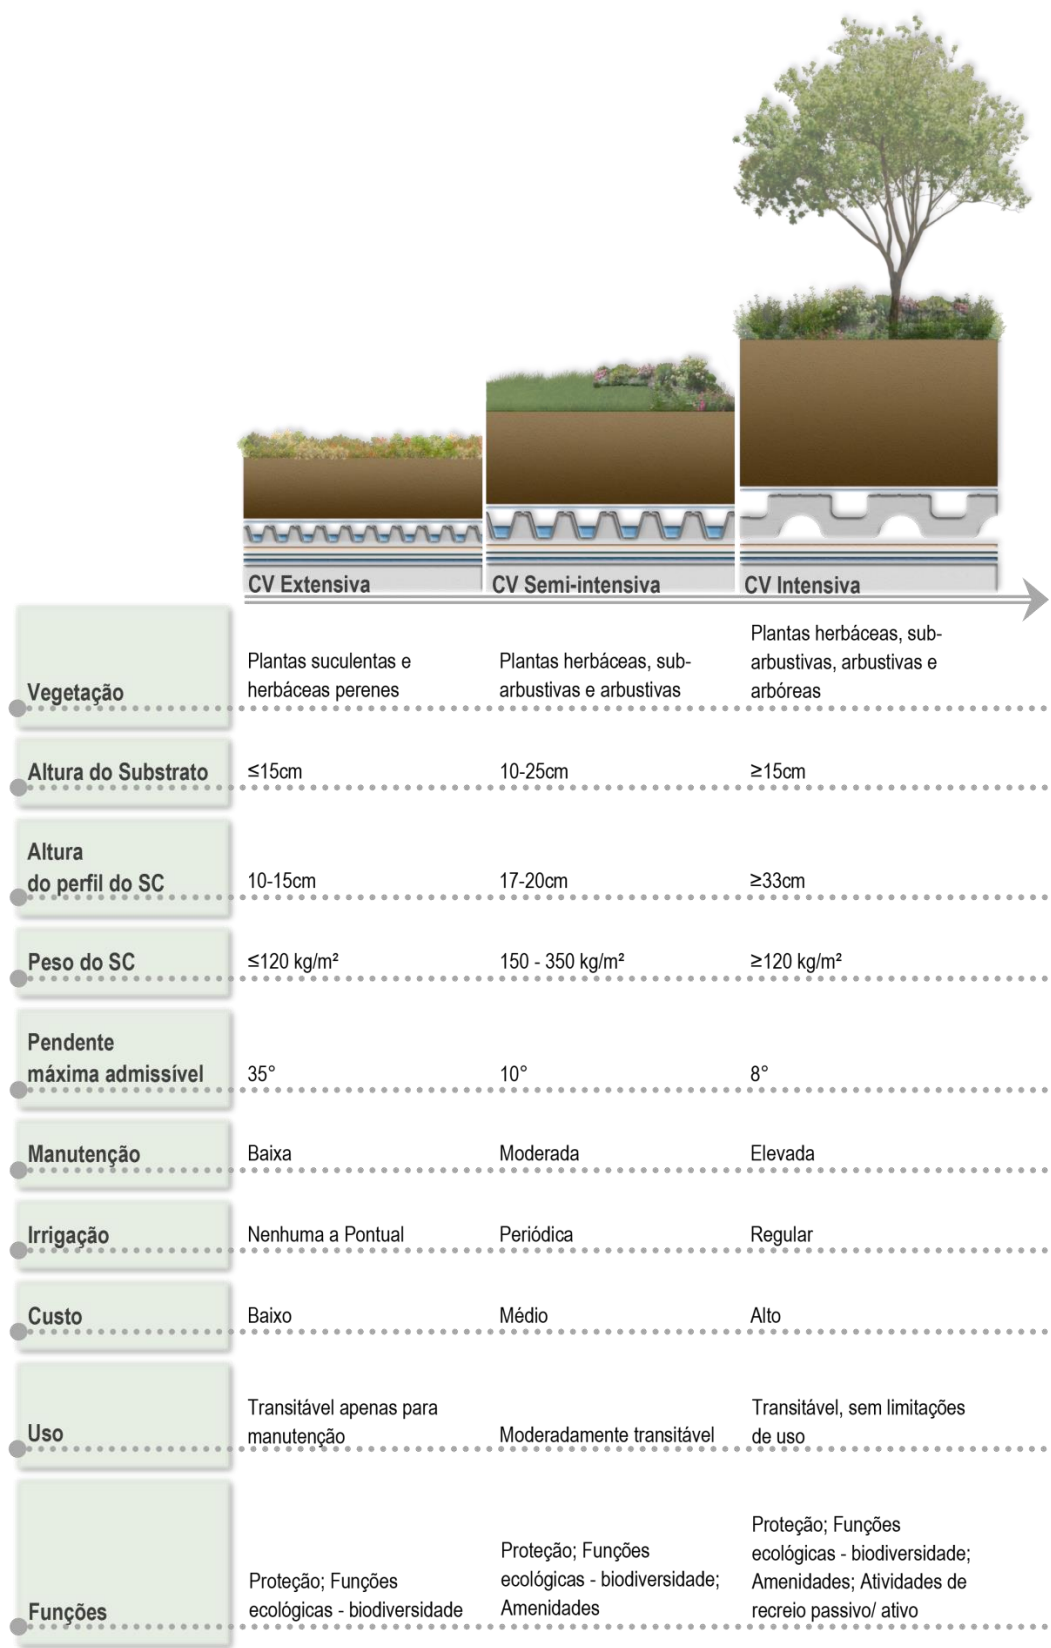 CV Extensiva
CV Semi-intensiva
CV Intensiva
Vegetação
Plantas suculentas e
herbáceas perenes
Plantas herbáceas, sub-
arbustivas e arbustivas
Plantas herbáceas, sub-
arbustivas, arbustivas e
arbóreas
Altura do Substrato
≤15cm
10-25cm
≥15cm
Altura
do perfil do SC
10-15cm
17-20cm
≥33cm
Peso do SC
≤120 kg/m²
150 - 350 kg/m²
≥120 kg/m²
Pendente
máxima admissível
35°
10°
8°
Manutenção
Baixa
Moderada
Elevada
Irrigação
Nenhuma a Pontual
Periódica
Regular
Custo
Baixo
Médio
Alto
Uso
Transitável apenas para
manutenção
Moderadamente transitável
Transitável, sem limitações
de uso
Funções
Proteção; Funções
ecológicas - biodiversidade
Proteção; Funções
ecológicas - biodiversidade;
Amenidades
Proteção; Funções
ecológicas - biodiversidade;
Amenidades; Atividades de
recreio passivo/ ativo